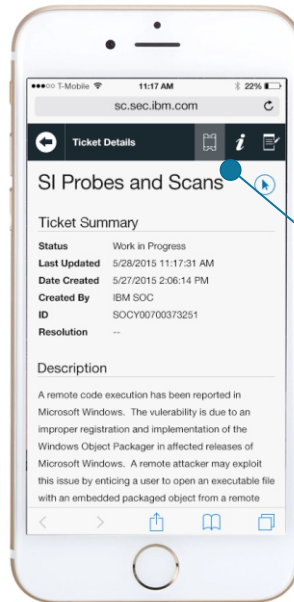 T-Mobile 11:17 AM 22%
sc.sec.ibm.com
Ticket Details i
SI Probes and Scans
Ticket Summary
Status Work in Progress
Last Updated 5/28/2015 11:17:31 AM
Date Created 5/27/2015 2:06:14 PM
Created By IBM SOC
ID SOCY00700373251
Resolution --
Description
A remote code execution has been reported in
Microsoft Windows. The vulerability is due to an
improper registration and implementation of the
Windows Object Packager in affected releases of
Microsoft Windows. A remote attacker may exploit
this issue by enticing a user to open an executable file
with an embedded packaged object from a remote